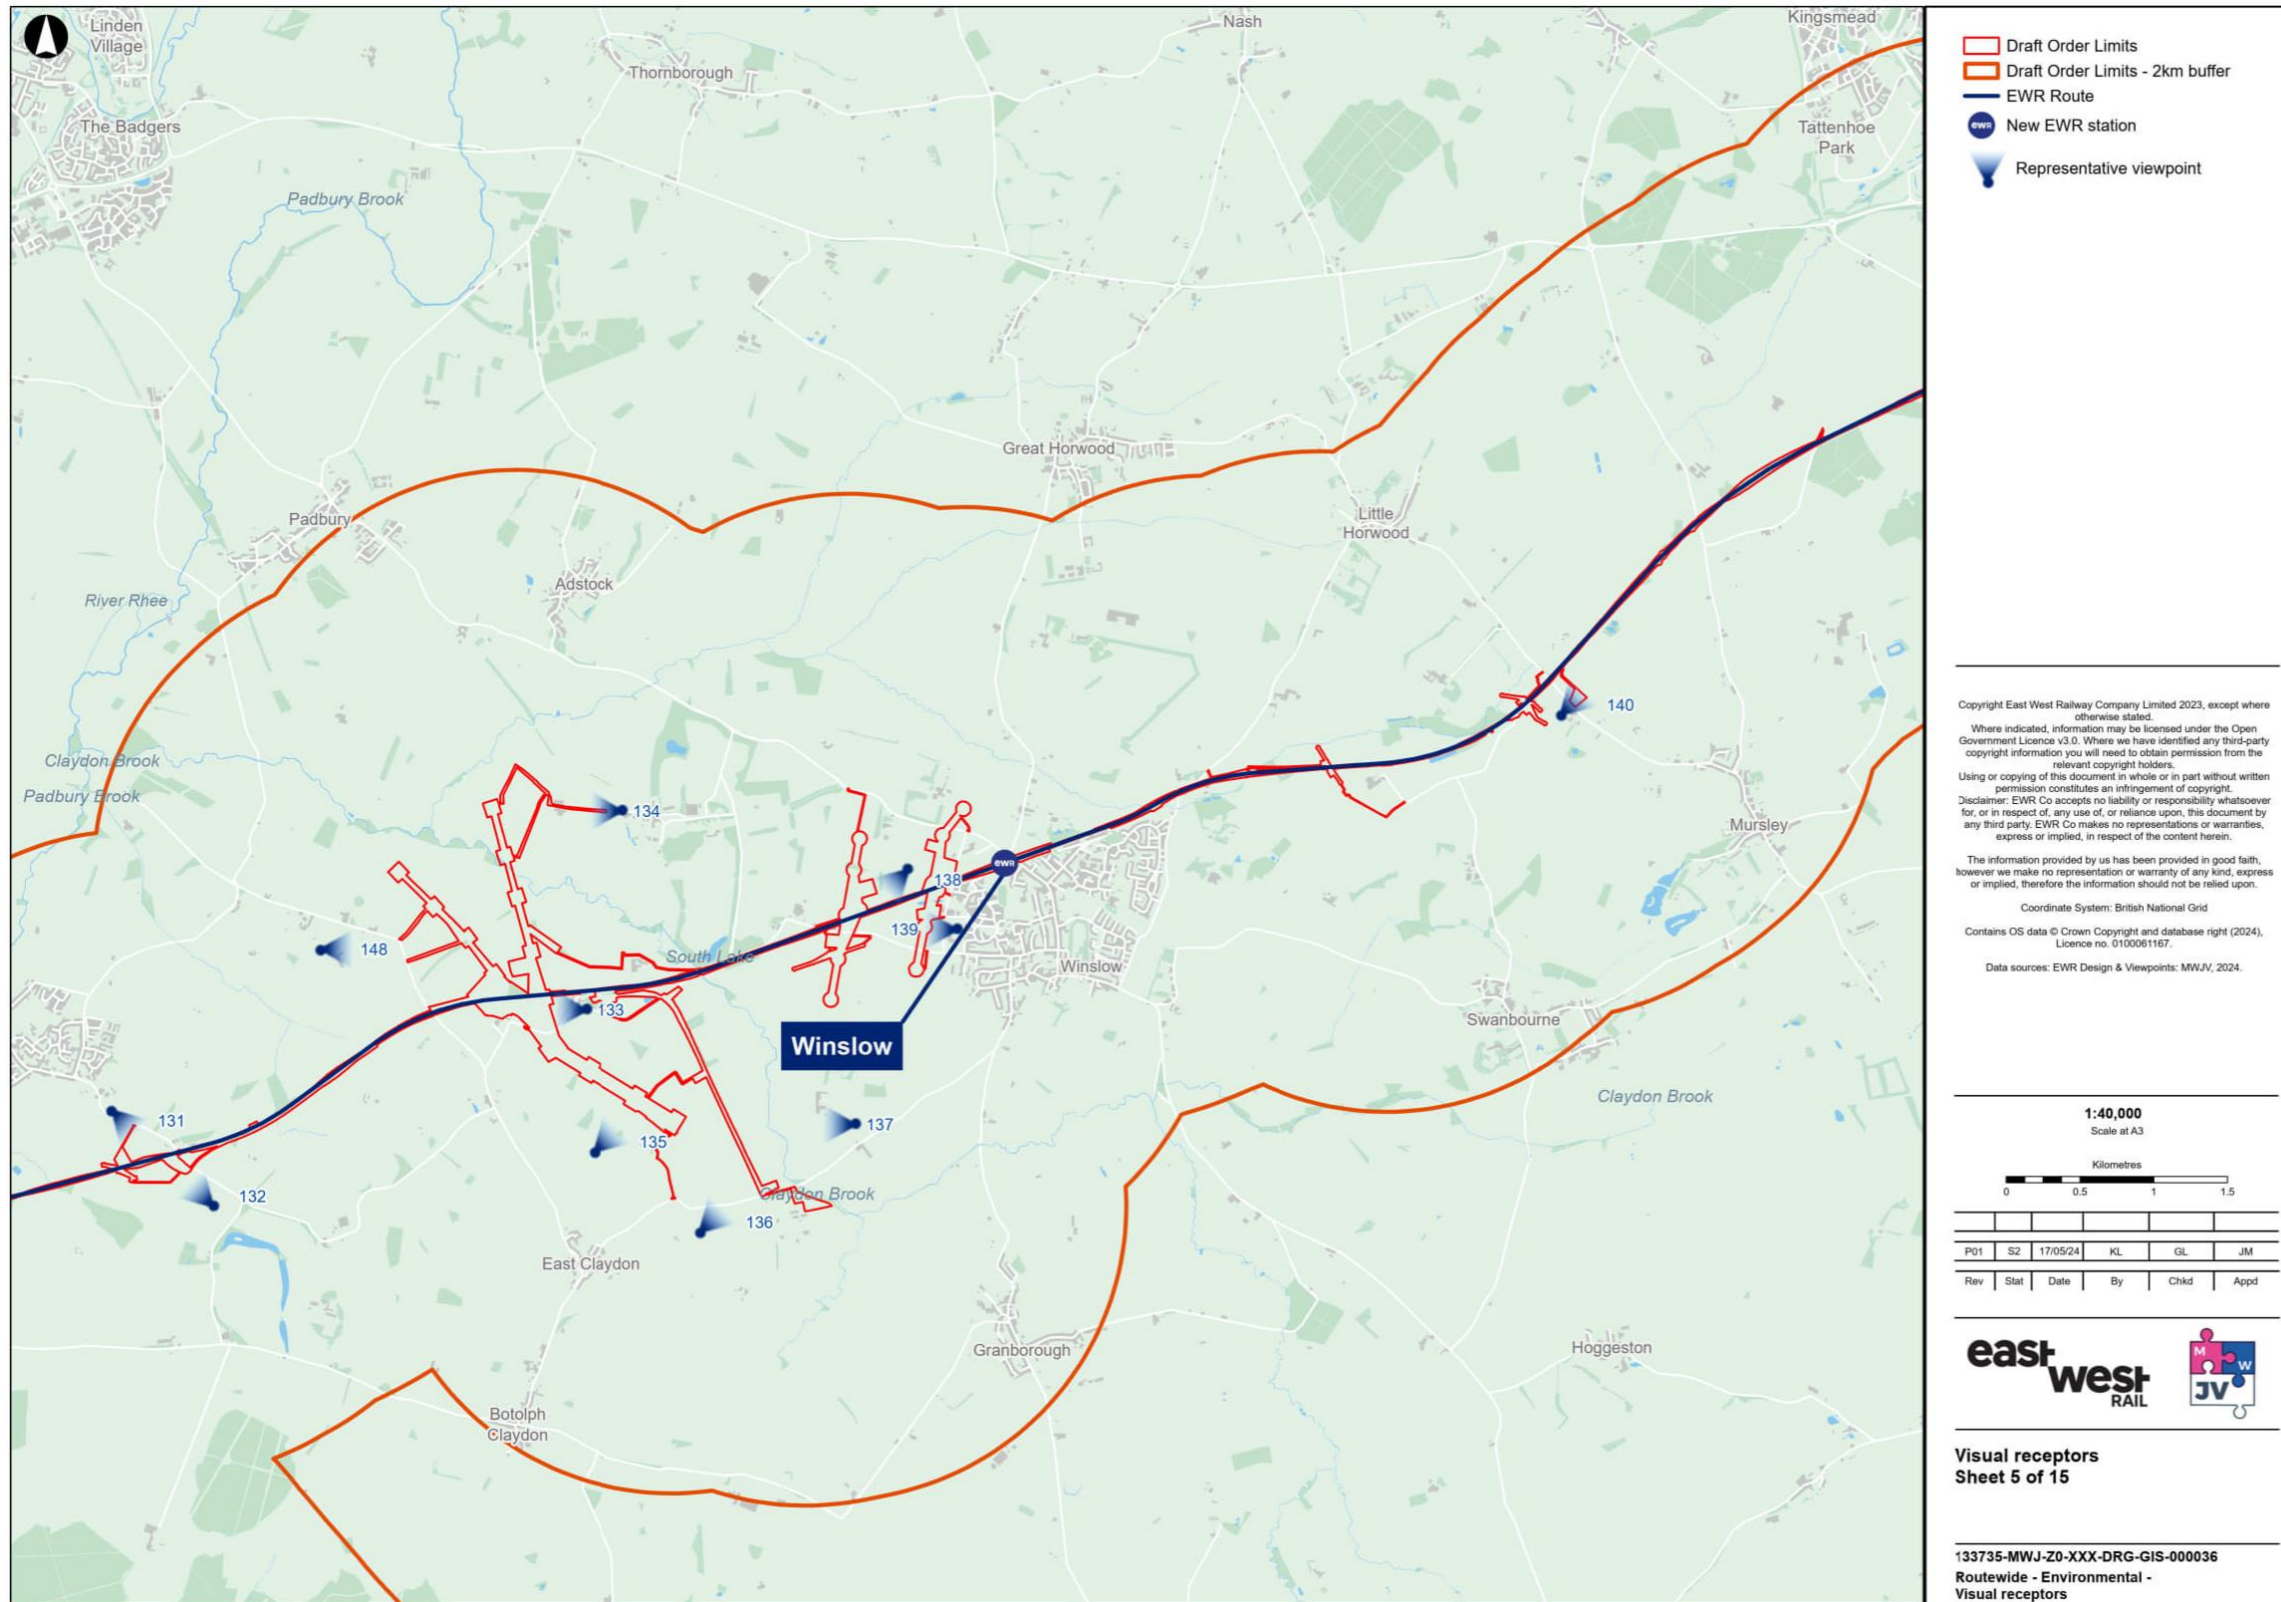 Linden
Village
Nash
Kingsmead
Thornborough
The Badgers
Tattenhoe
Park
Padbury Brook
Great Horwood
Padbury
Little
Horwood
Adstock
River Rhee
140
Claydon Brook
Padbury Brook
134
Mursley
138
139
148
South Lake
Winslow
133
Swanbourne
Winslow
ewr
Claydon Brook
131
137
135
132
Claydon Brook
136
East Claydon
Granborough
Hoggeston
Botolph
Claydon
Draft Order Limits
Draft Order Limits - 2km buffer
EWR Route
ewr New EWR station
Representative viewpoint
Copyright East West Railway Company Limited 2023, except where
otherwise stated.
Where indicated, information may be licensed under the Open
Government Licence v3.0. Where we have identified any third-party
copyright information you will need to obtain permission from the
relevant copyright holders.
Using or copying of this document in whole or in part without written
permission constitutes an infringement of copyright.
Disclaimer: EWR Co accepts no liability or responsibility whatsoever
for, or in respect of, any use of, or reliance upon, this document by
any third party. EWR Co makes no representations or warranties,
express or implied, in respect of the content herein.
The information provided by us has been provided in good faith,
however we make no representation or warranty of any kind, express
or implied, therefore the information should not be relied upon.
Coordinate System: British National Grid
Contains OS data © Crown Copyright and database right (2024),
Licence no. 0100061167.
Data sources: EWR Design & Viewpoints: MWJV, 2024.
1:40,000
Scale at A3
Kilometres
0 0.5 1 1.5
P01 S2 17/05/24 KL GL JM
Rev Stat Date By Chkd Appd
east
west
RAIL
M
W
JV
Visual receptors
Sheet 5 of 15
133735-MWJ-Z0-XXX-DRG-GIS-000036
Routewide - Environmental -
Visual receptors